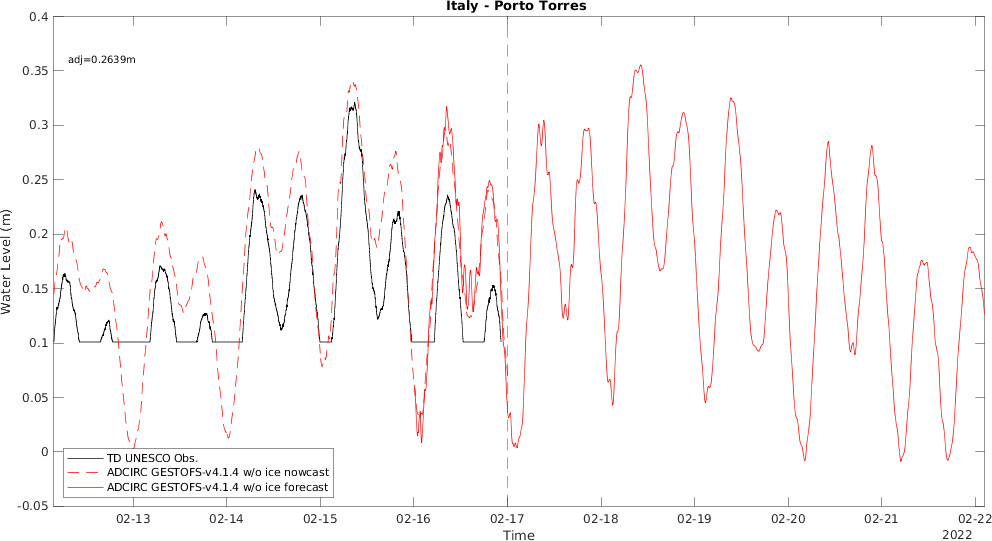 Italy - Porto Torres
adj=0.2639m
0.4
0.35
0.3
0.25
0.2
0.15
0.1
0.05
0
-0.05
Water Level (m)
TD UNESCO Obs.
ADCIRC GESTOFS-v4.1.4 w/o ice nowcast
ADCIRC GESTOFS-v4.1.4 w/o ice forecast
02-13 02-14 02-15 02-16 02-17 02-18 02-19 02-20 02-21 02-22
Time
2022